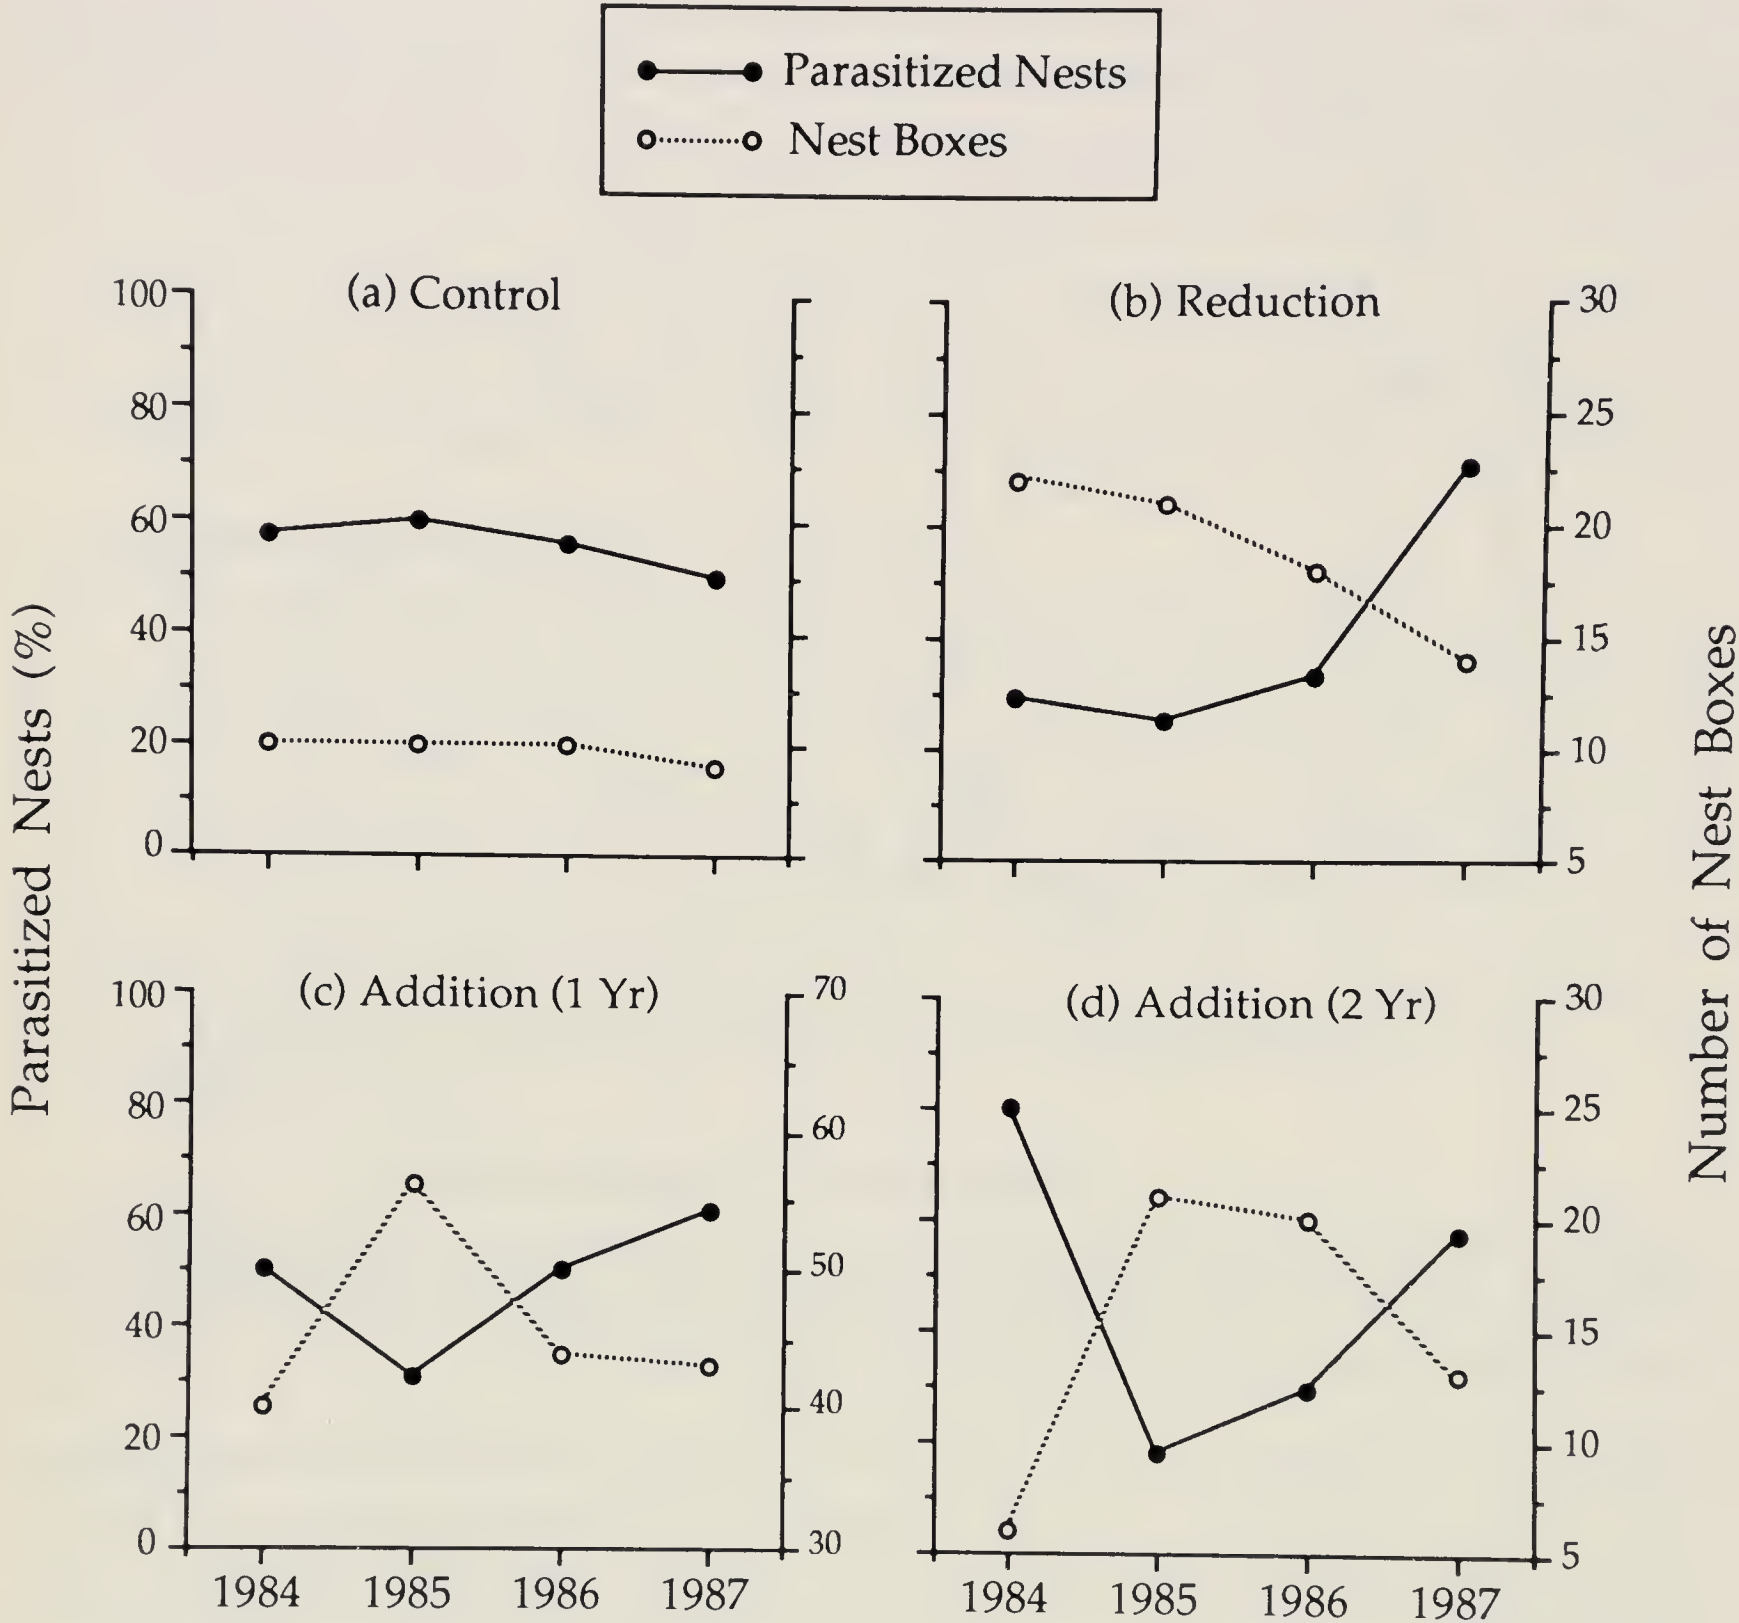 Parasitized Nests
Nest Boxes
(a) Control
100
80
60
40
20
0
(b) Reduction
30
25
20
15
10
5
Parasitized Nests (%)
Number of Nest Boxes
(c) Addition (1 Yr)
100
80
60
40
20
0
70
60
50
40
30
1984 1985 1986 1987
(d) Addition (2 Yr)
30
25
20
15
10
5
1984 1985 1986 1987